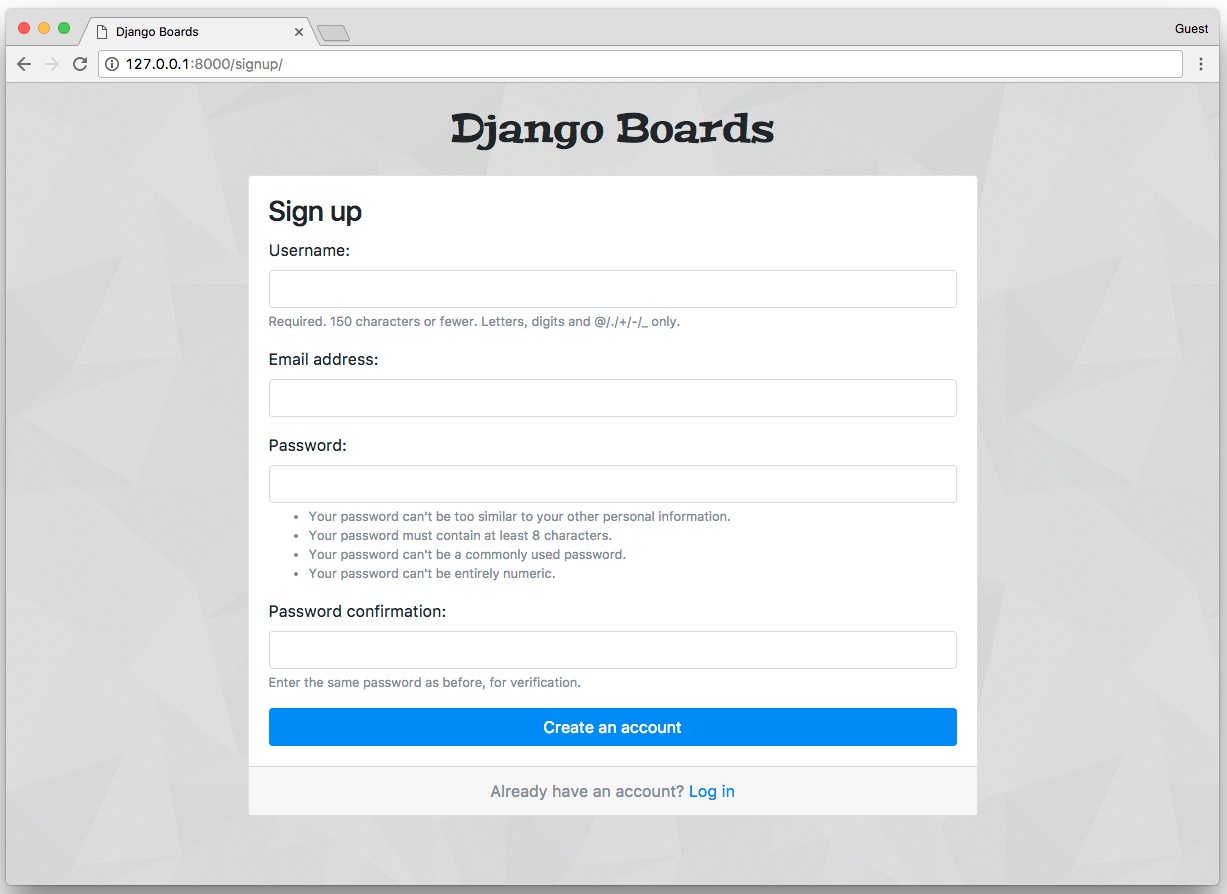 Django Boards
Guest
127.0.0.1:8000/signup/
Django Boards
Sign up
Username:
Required. 150 characters or fewer. Letters, digits and @/./+/-/_ only.
Email address:
Password:
• Your password can't be too similar to your other personal information.
• Your password must contain at least 8 characters.
• Your password can't be a commonly used password.
• Your password can't be entirely numeric.
Password confirmation:
Enter the same password as before, for verification.
Create an account
Already have an account? Log in